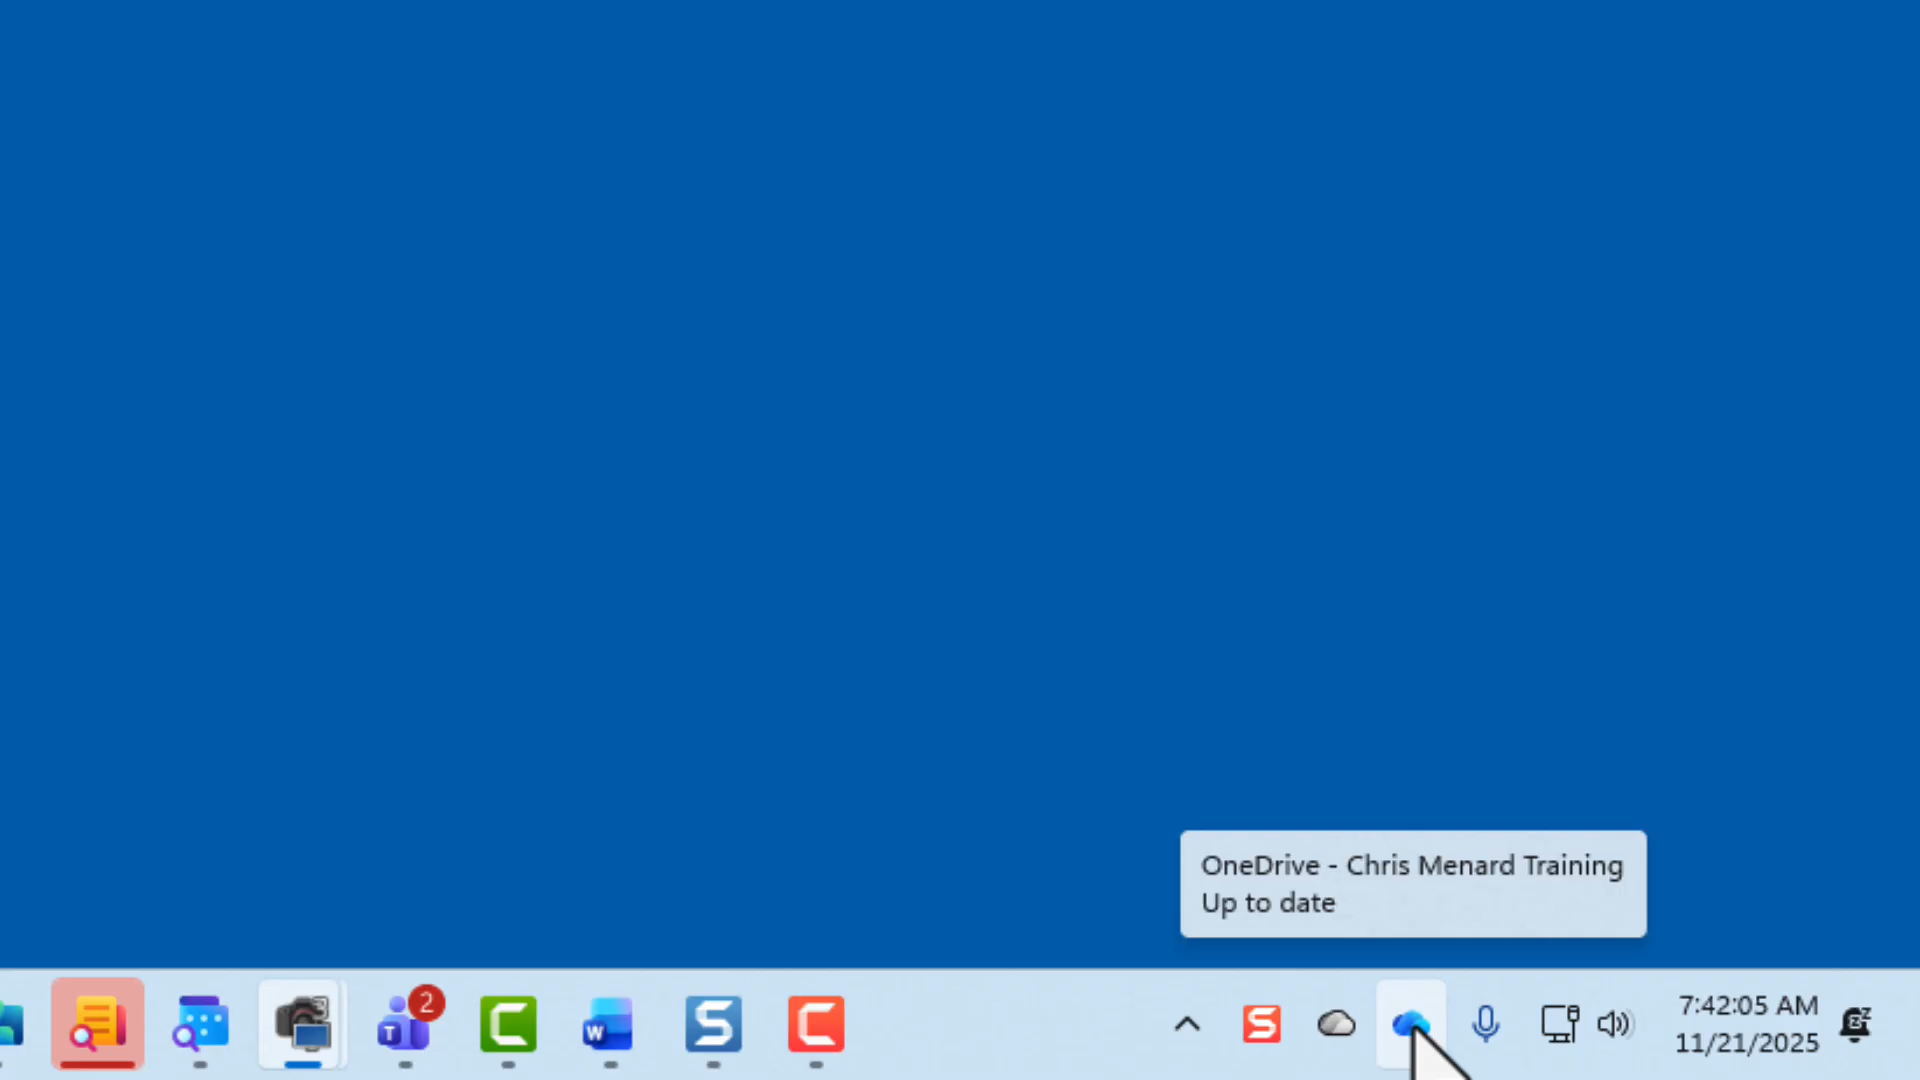 OneDrive - Chris Menard Training
Up to date
2
T
C
W
S
C
S
7:42:05 AM
11/21/2025